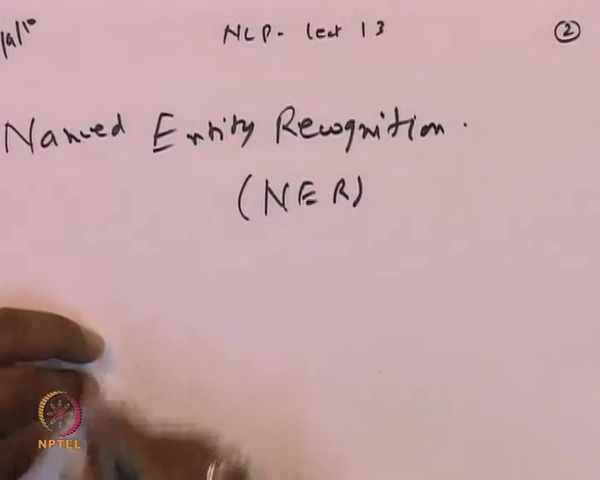 NLP- lect 13 ②
Named Entity Recognition.
(NER)
NPTEL